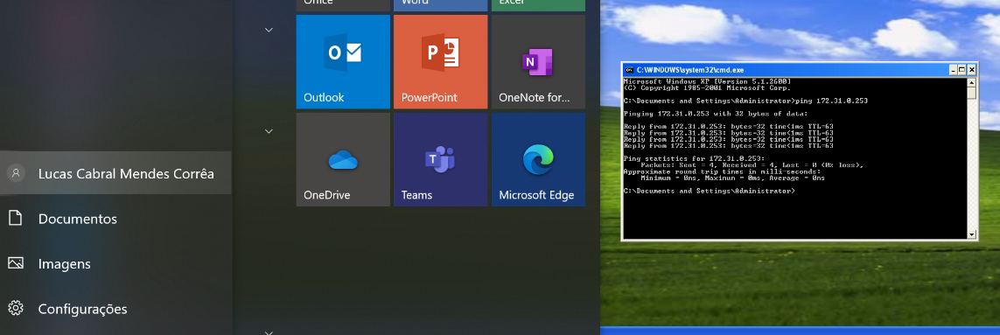 Office
Word
Excel
Outlook
PowerPoint
OneNote for...
OneDrive
Teams
Microsoft Edge
Lucas Cabral Mendes Corrêa
Documentos
Imagens
Configurações
C:\WINDOWS\system32\cmd.exe
Microsoft Windows XP [Version 5.1.2600]
(C) Copyright 1985-2001 Microsoft Corp.
C:\Documents and Settings\Administrator>ping 172.31.0.253
Pinging 172.31.0.253 with 32 bytes of data:
Reply from 172.31.0.253: bytes=32 time<1ms TTL=63
Reply from 172.31.0.253: bytes=32 time<1ms TTL=63
Reply from 172.31.0.253: bytes=32 time<1ms TTL=63
Reply from 172.31.0.253: bytes=32 time<1ms TTL=63
Ping statistics for 172.31.0.253:
Packets: Sent = 4, Received = 4, Lost = 0 (0% loss),
Approximate round trip times in milli-seconds:
Minimum = 0ms, Maximum = 0ms, Average = 0ms
C:\Documents and Settings\Administrator>